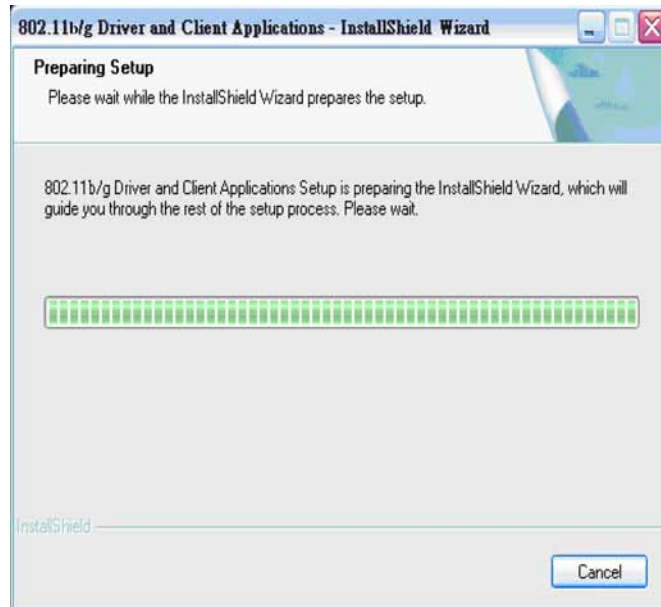 802.11b/g Driver and Client Applications - InstallShield Wizard
Preparing Setup
Please wait while the InstallShield Wizard prepares the setup.
802.11b/g Driver and Client Applications Setup is preparing the InstallShield Wizard, which will
guide you through the rest of the setup process. Please wait.
InstallShield
Cancel